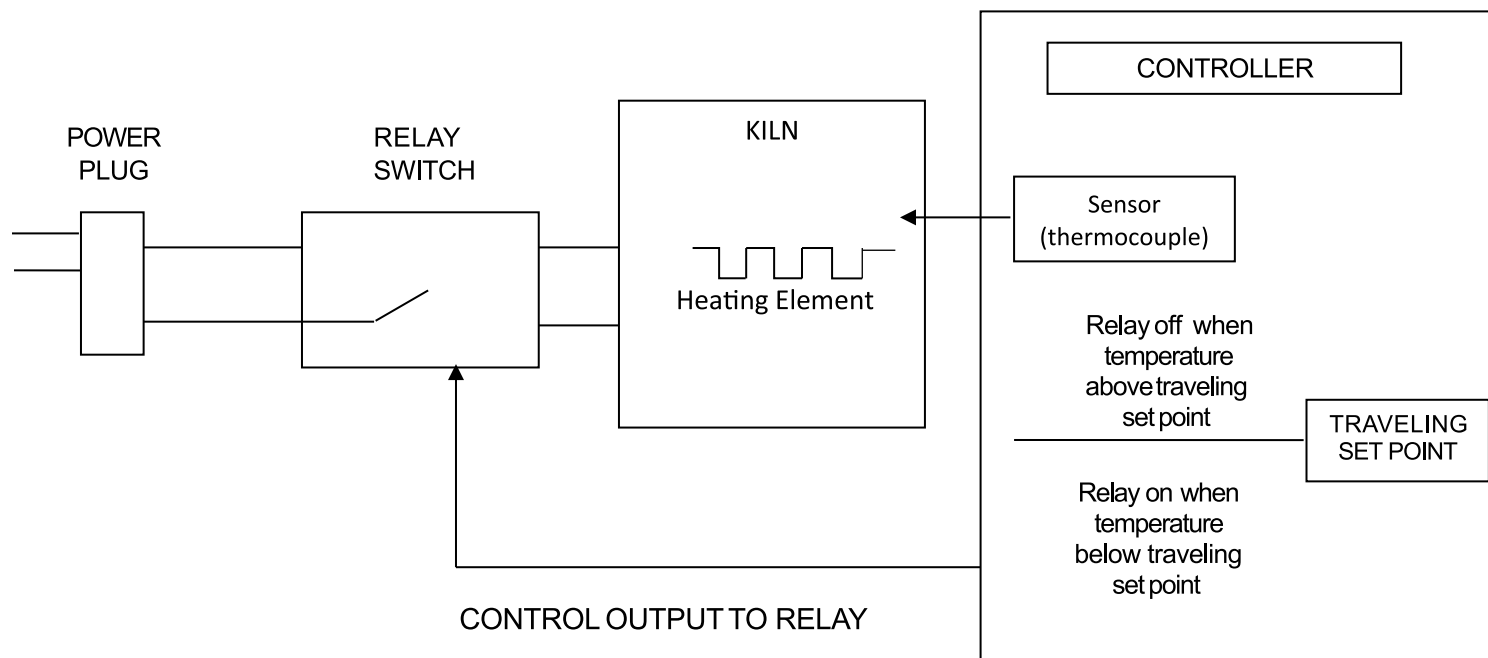 CONTROLLER
POWER
PLUG
RELAY
SWITCH
KILN
Sensor
(thermocouple)
Heating Element
Relay off when
temperature
above traveling
set point
TRAVELING
SET POINT
Relay on when
temperature
below traveling
set point
CONTROL OUTPUT TO RELAY